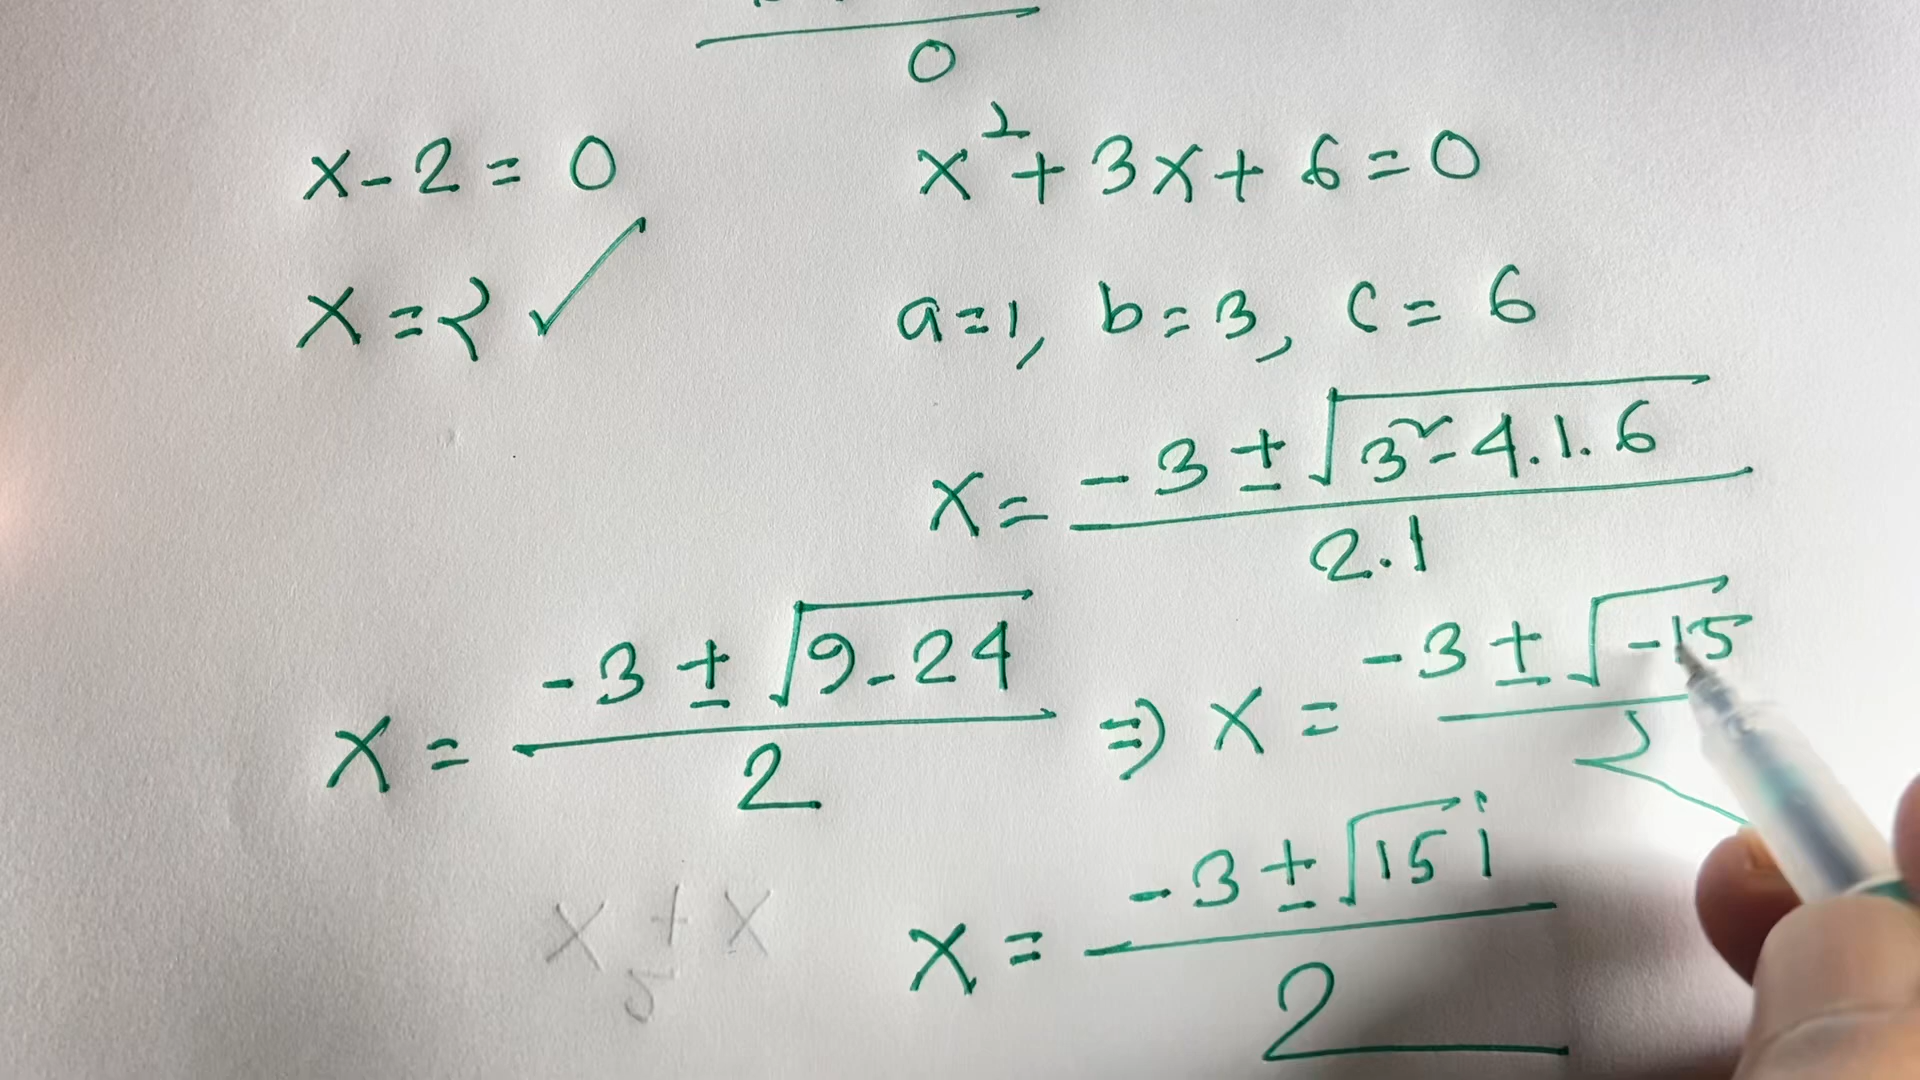 0
x - 2 = 0
x² + 3x + 6 = 0
x = 2 ✓
a = 1, b = 3, c = 6
x = (-3 ± √(3² - 4.1.6)) / 2.1
x = (-3 ± √(9 - 24)) / 2 ⇒ x = (-3 ± √(-15)) / 2
x = (-3 ± √15 i) / 2